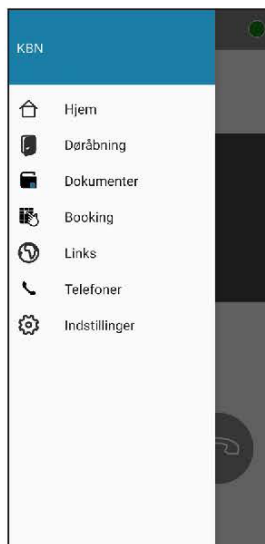 KBN
Hjem
Døråbning
Dokumenter
Booking
Links
Telefoner
Indstillinger